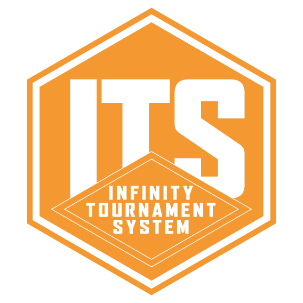 ITS
INFINITY
TOURNAMENT
SYSTEM